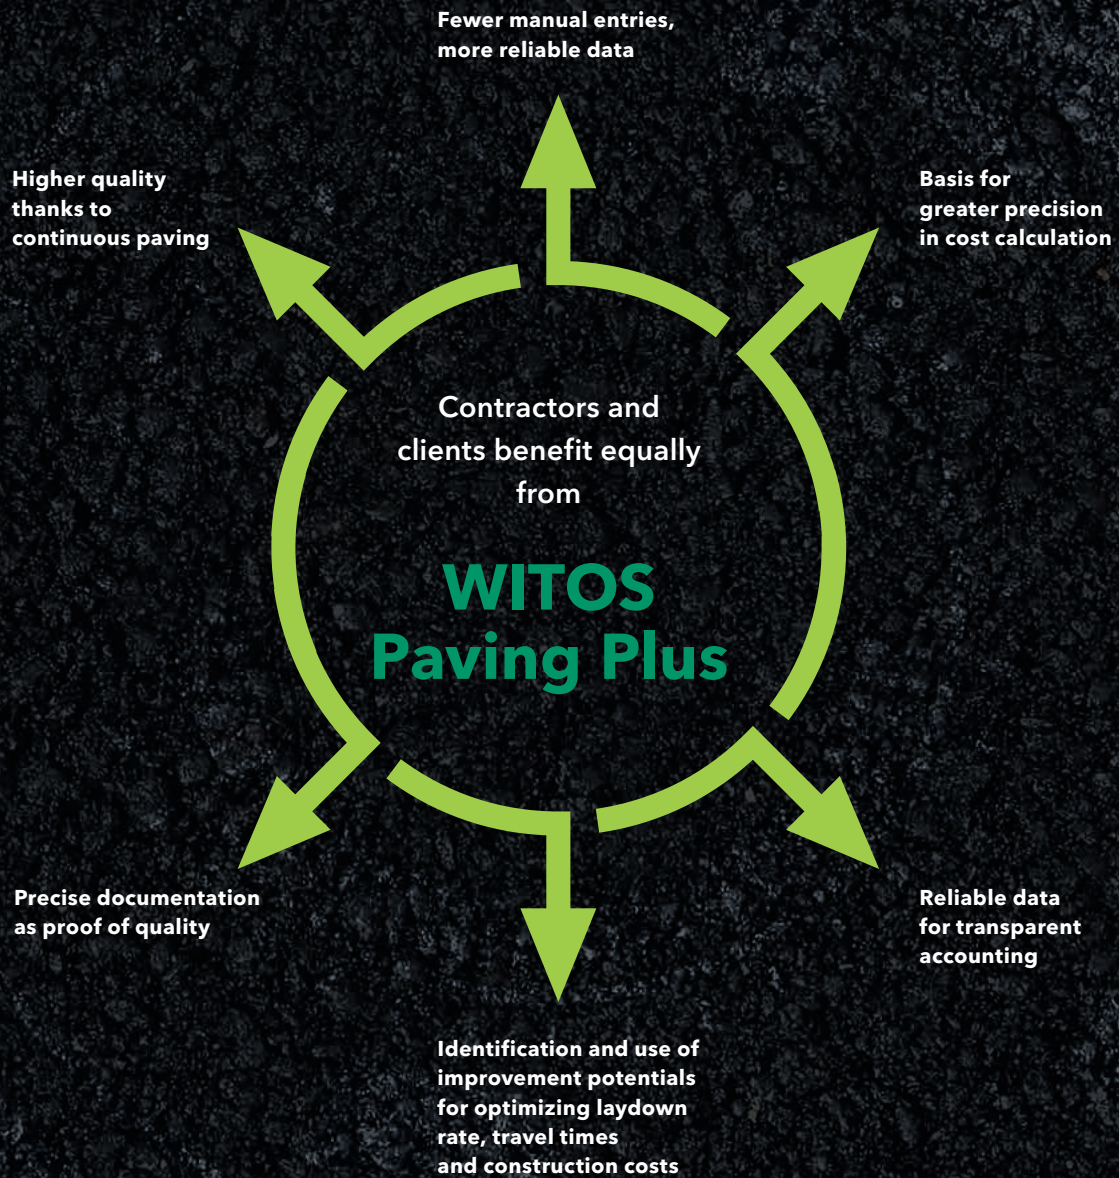 Fewer manual entries,
more reliable data
Higher quality
thanks to
continuous paving
Basis for
greater precision
in cost calculation
Contractors and
clients benefit equally
from
WITOS
Paving Plus
Precise documentation
as proof of quality
Reliable data
for transparent
accounting
Identification and use of
improvement potentials
for optimizing laydown
rate, travel times
and construction costs